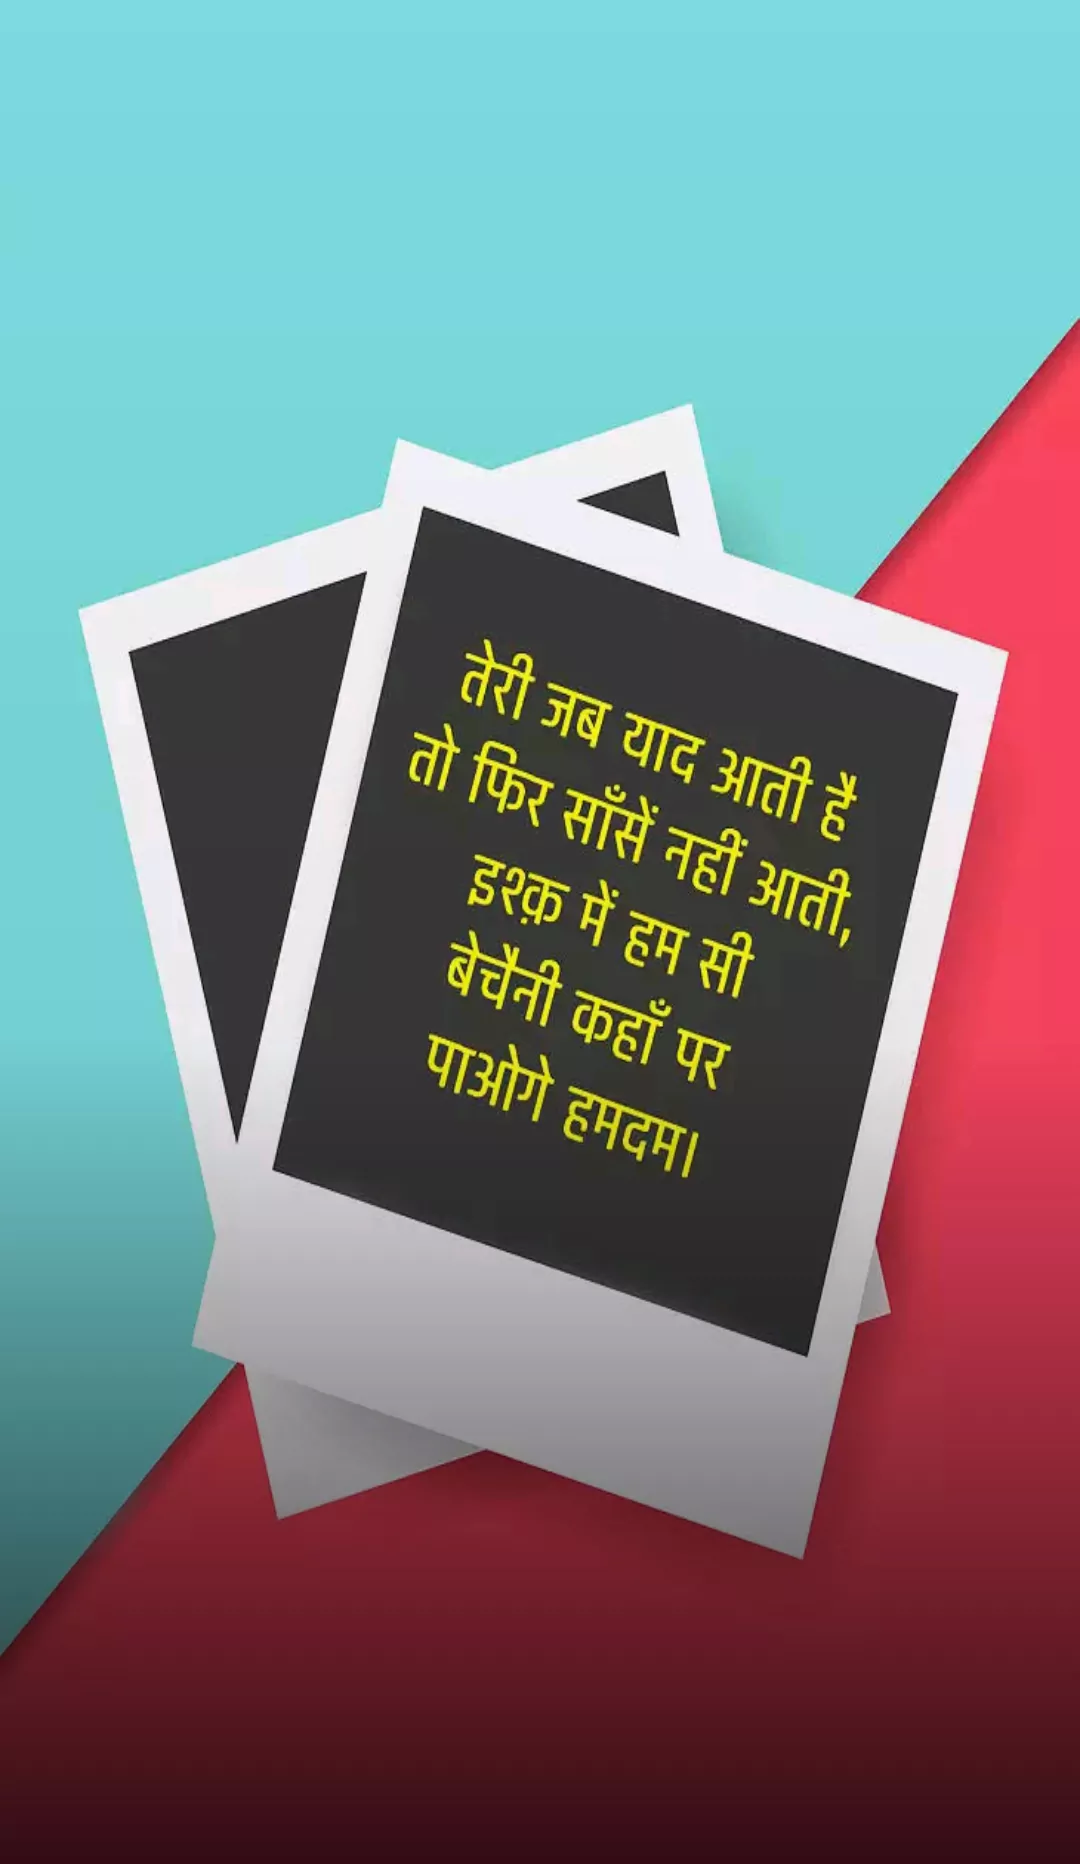 तेरी जब याद आती है
तो फिर साँसें नहीं आती,
इश्क़ में हम सी
बेचैनी कहाँ पर
पाओगे हमदम।